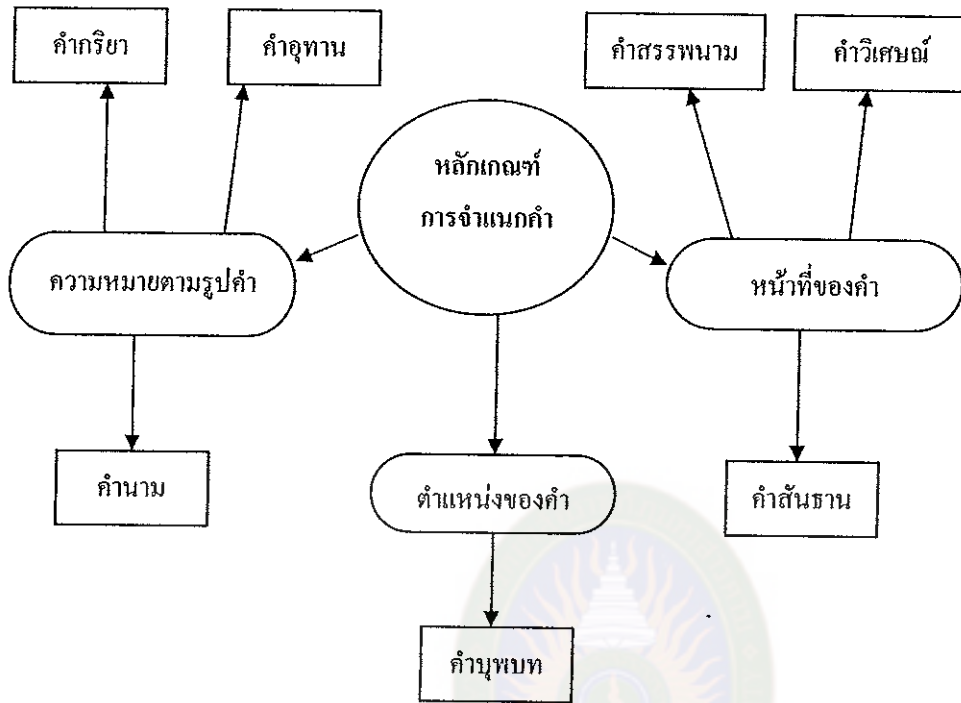 คำกริยา
คำอุทาน
คำสรรพนาม
คำวิเศษณ์
หลักเกณฑ์
การจำแนกคำ
ความหมายตามรูปคำ
หน้าที่ของคำ
คำนาม
ตำแหน่งของคำ
คำสันธาน
คำบุพบท